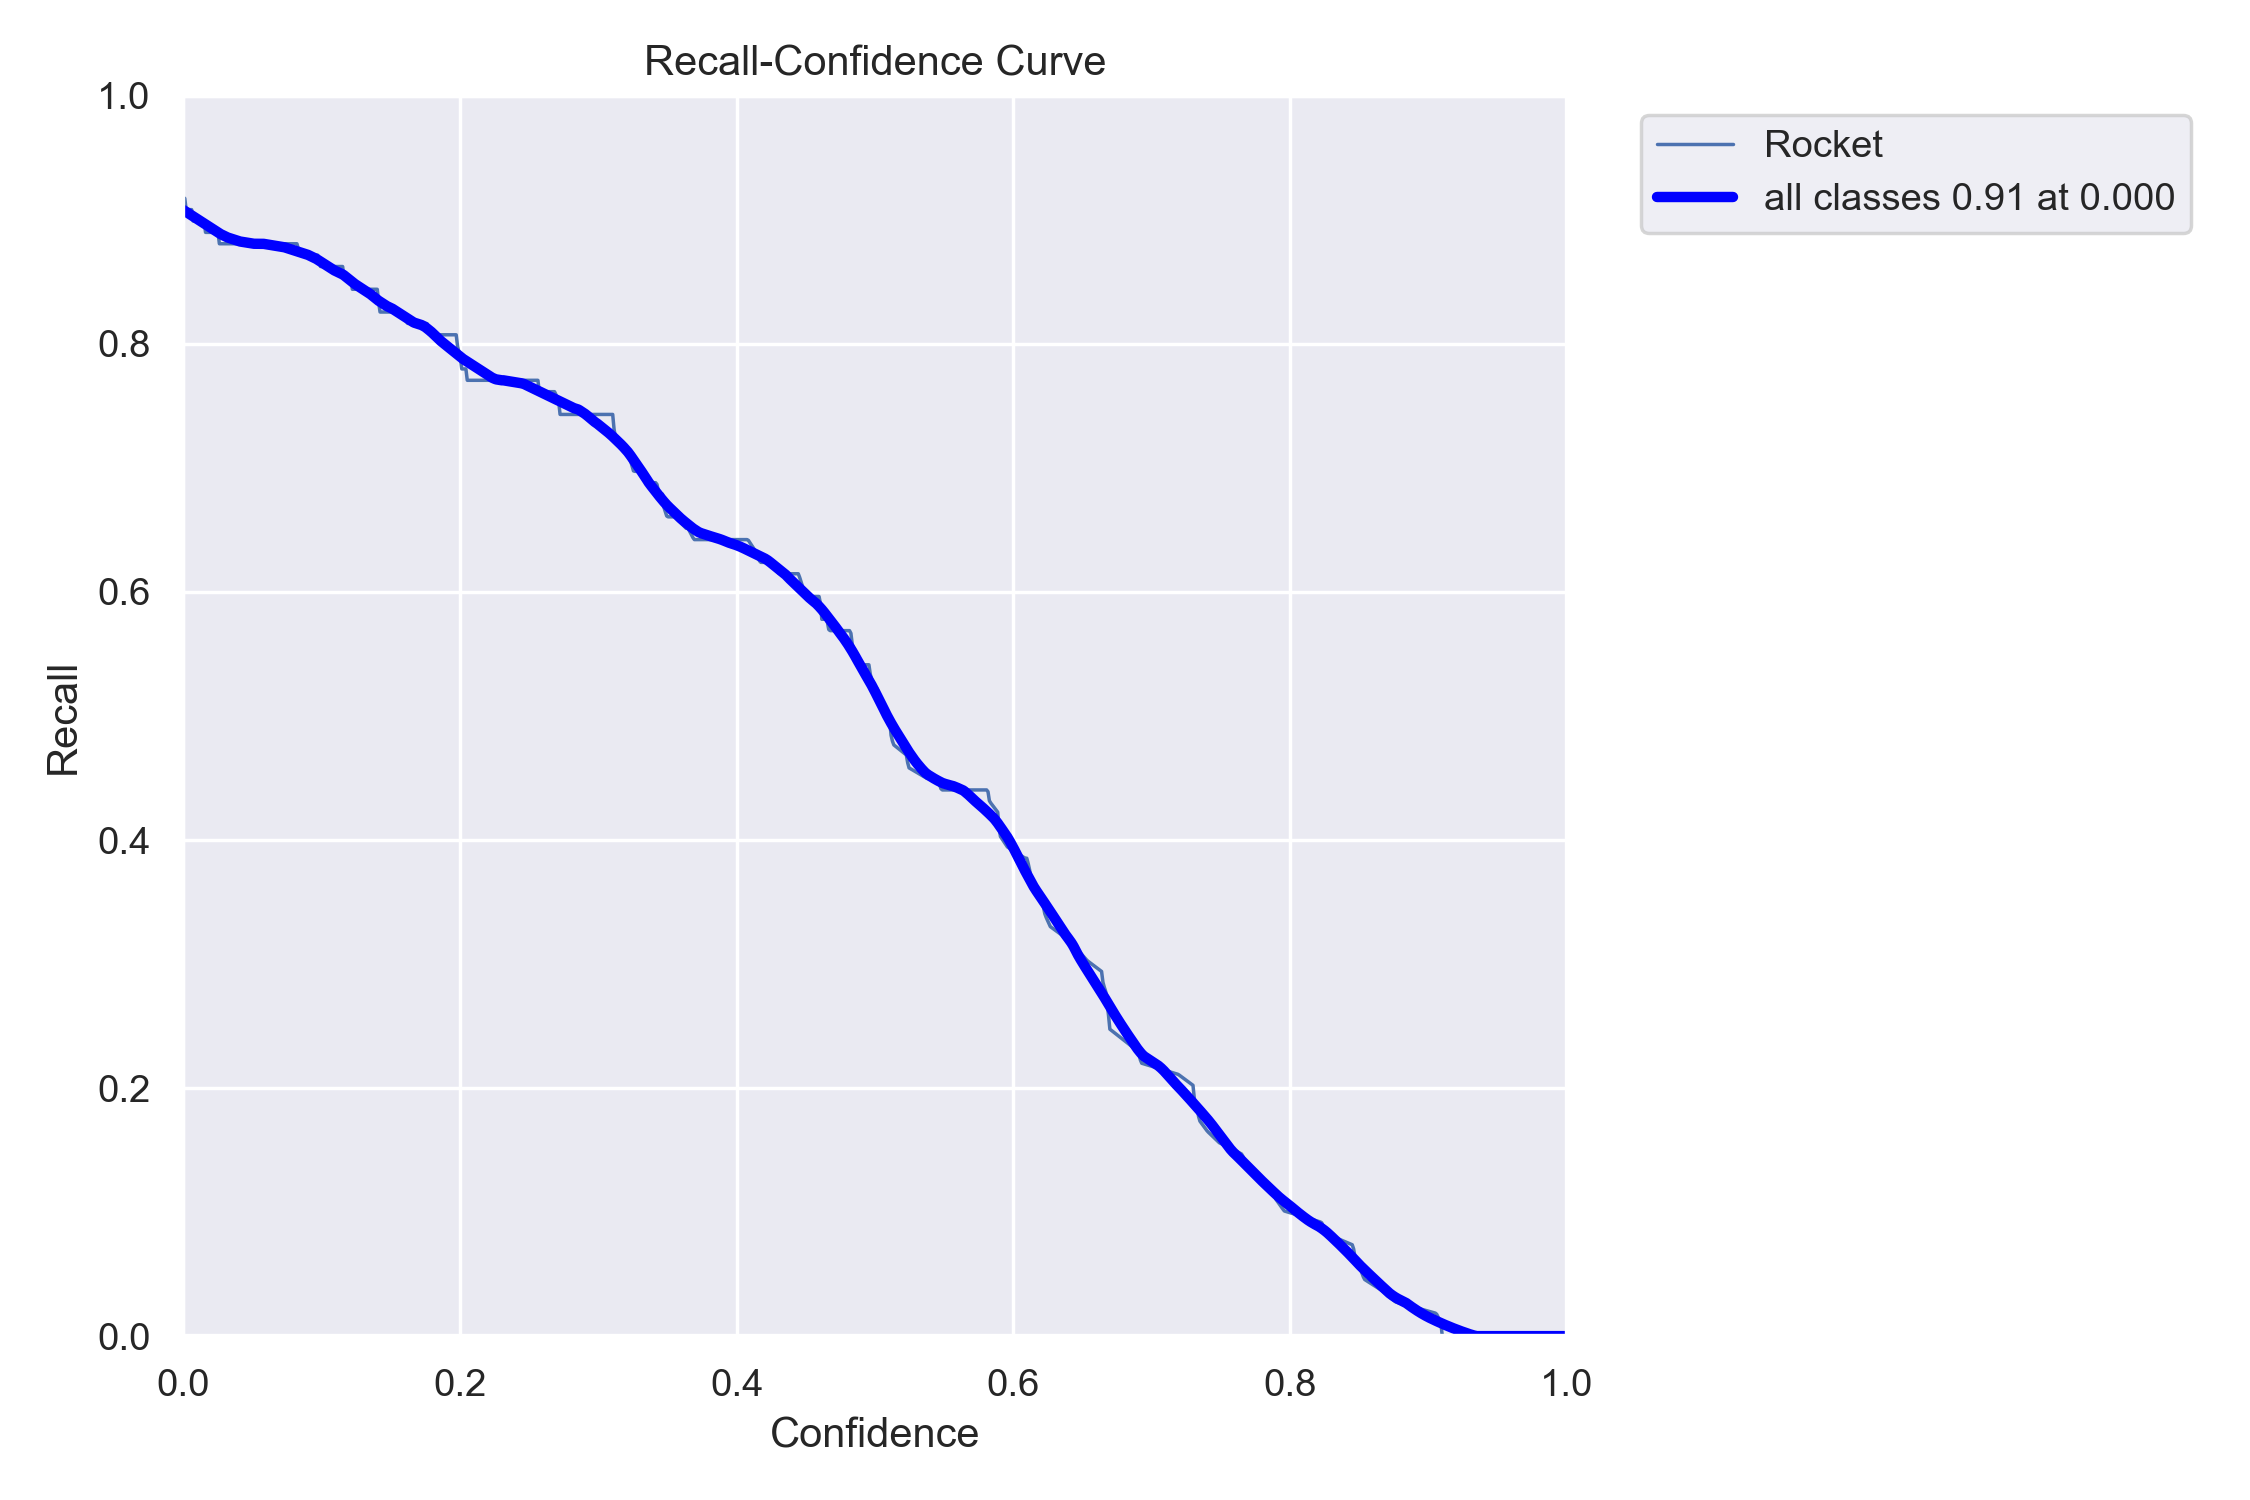 Recall-Confidence Curve
1.0
0.8
0.6
0.4
0.2
0.0
Recall
0.0 0.2 0.4 0.6 0.8 1.0
Confidence
Rocket
all classes 0.91 at 0.000